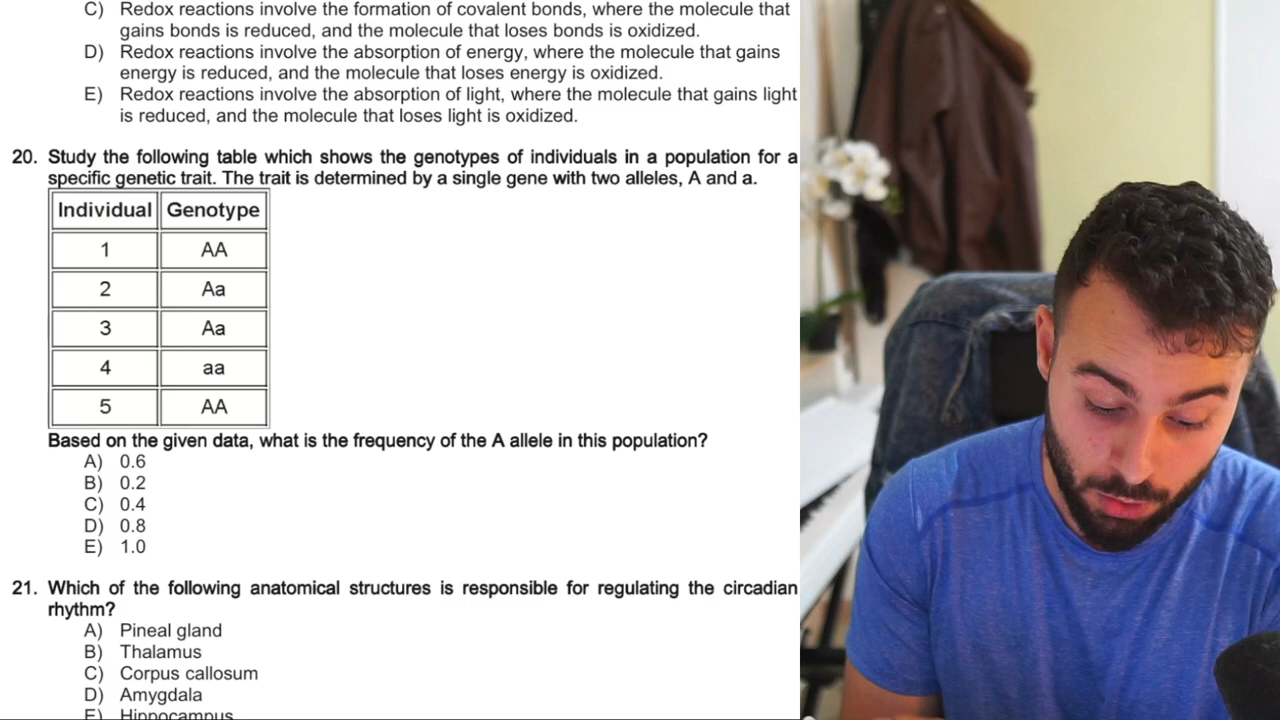 C) Redox reactions involve the formation of covalent bonds, where the molecule that
gains bonds is reduced, and the molecule that loses bonds is oxidized.
D) Redox reactions involve the absorption of energy, where the molecule that gains
energy is reduced, and the molecule that loses energy is oxidized.
E) Redox reactions involve the absorption of light, where the molecule that gains light
is reduced, and the molecule that loses light is oxidized.
20. Study the following table which shows the genotypes of individuals in a population for a
specific genetic trait. The trait is determined by a single gene with two alleles, A and a.
Individual Genotype
1 AA
2 Aa
3 Aa
4 aa
5 AA
Based on the given data, what is the frequency of the A allele in this population?
A) 0.6
B) 0.2
C) 0.4
D) 0.8
E) 1.0
21. Which of the following anatomical structures is responsible for regulating the circadian
rhythm?
A) Pineal gland
B) Thalamus
C) Corpus callosum
D) Amygdala
E) Hippocampus